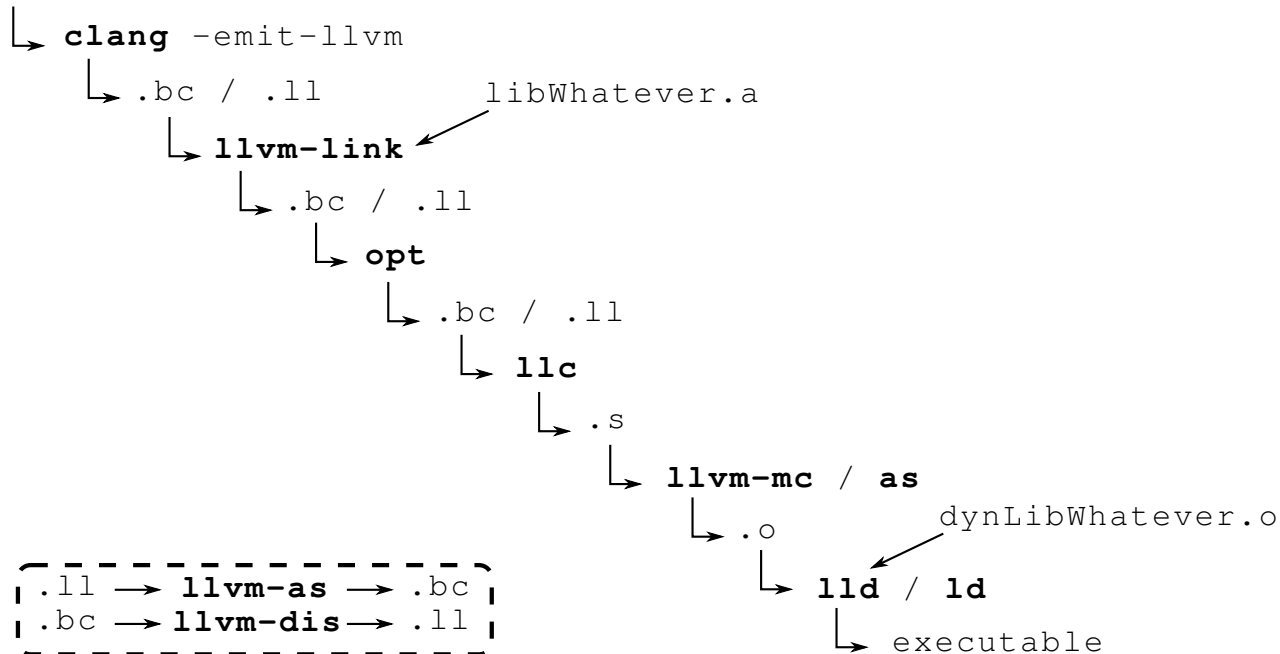 clang -emit-llvm
.bc / .ll
libWhatever.a
llvm-link
.bc / .ll
opt
.bc / .ll
llc
.s
llvm-mc / as
.o
dynLibWhatever.o
lld / ld
executable
.ll llvm-as .bc
.bc llvm-dis .ll